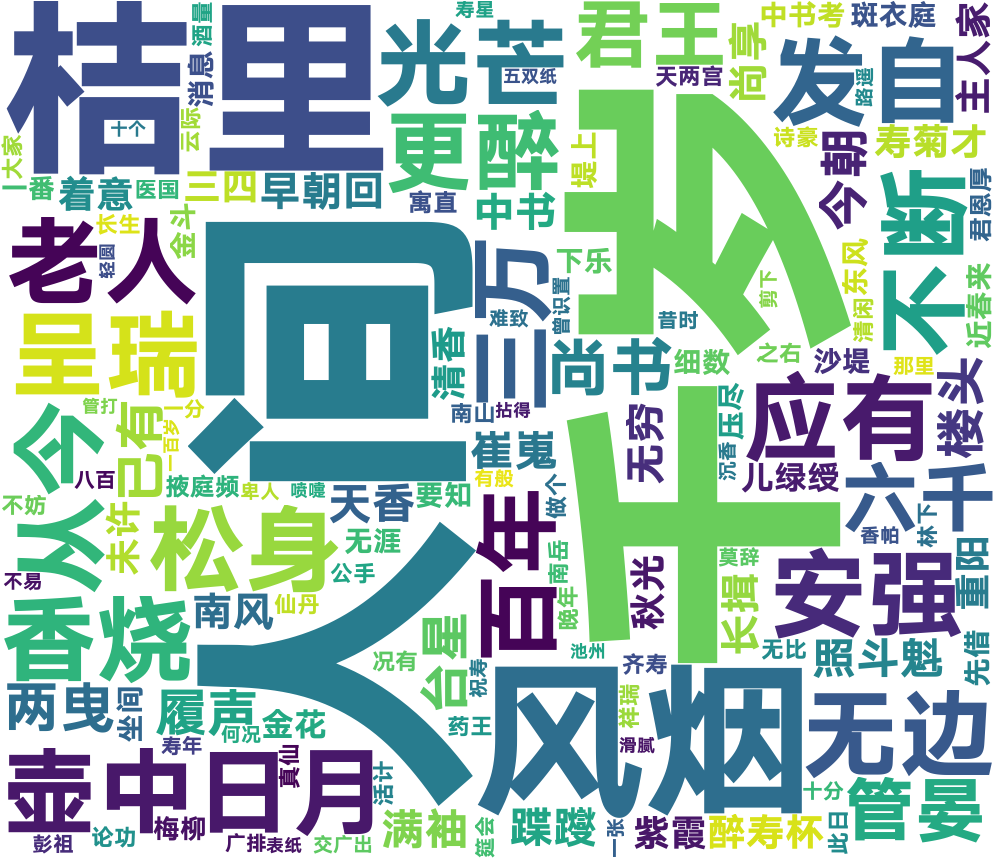 桔里
酒量
消息
光芒
寿星
五双纸
君王
天两宫
尚享
中书考
斑衣庭
主人家
发自
路遥
大家
十个
云际
更醉
堤上
诗豪
今朝
寿菊才
一番
着意
医国
三四
早朝回
寓直
中书
千岁
不断
君恩厚
老人
长生
金斗
轻圆
人间
三万
下乐
曾识置
剪下
东风
清闲
近春来
呈瑞
难致
昔时
清香
尚书
细数
之右
沙堤
那里
楼头
从今
管打
已有
一分
一百岁
南山
拈得
无穷
压尽
沉香
应有
八百
崔嵬
有般
儿绿绶
六千
不妨
掖庭频
卑人
喷嚏
天香
要知
做个
香帕
林下
未许
松身
无涯
百年
南岳
莫辞
不易
公手
晚年
秋光
长揖
安强
重阳
香烧
南风
仙丹
台星
池州
无比
照斗魁
先借
况有
祝寿
齐寿
两曳
坐间
履声
金花
何况
药王
祥瑞
风烟
无边
寿年
滑腻
壶中日月
真仙
活计
十分
管晏
彭祖
论功
梅柳
广排
表纸
交广出
满袖
筵会
蹀躞
一张
紫霞
醉寿杯
此日